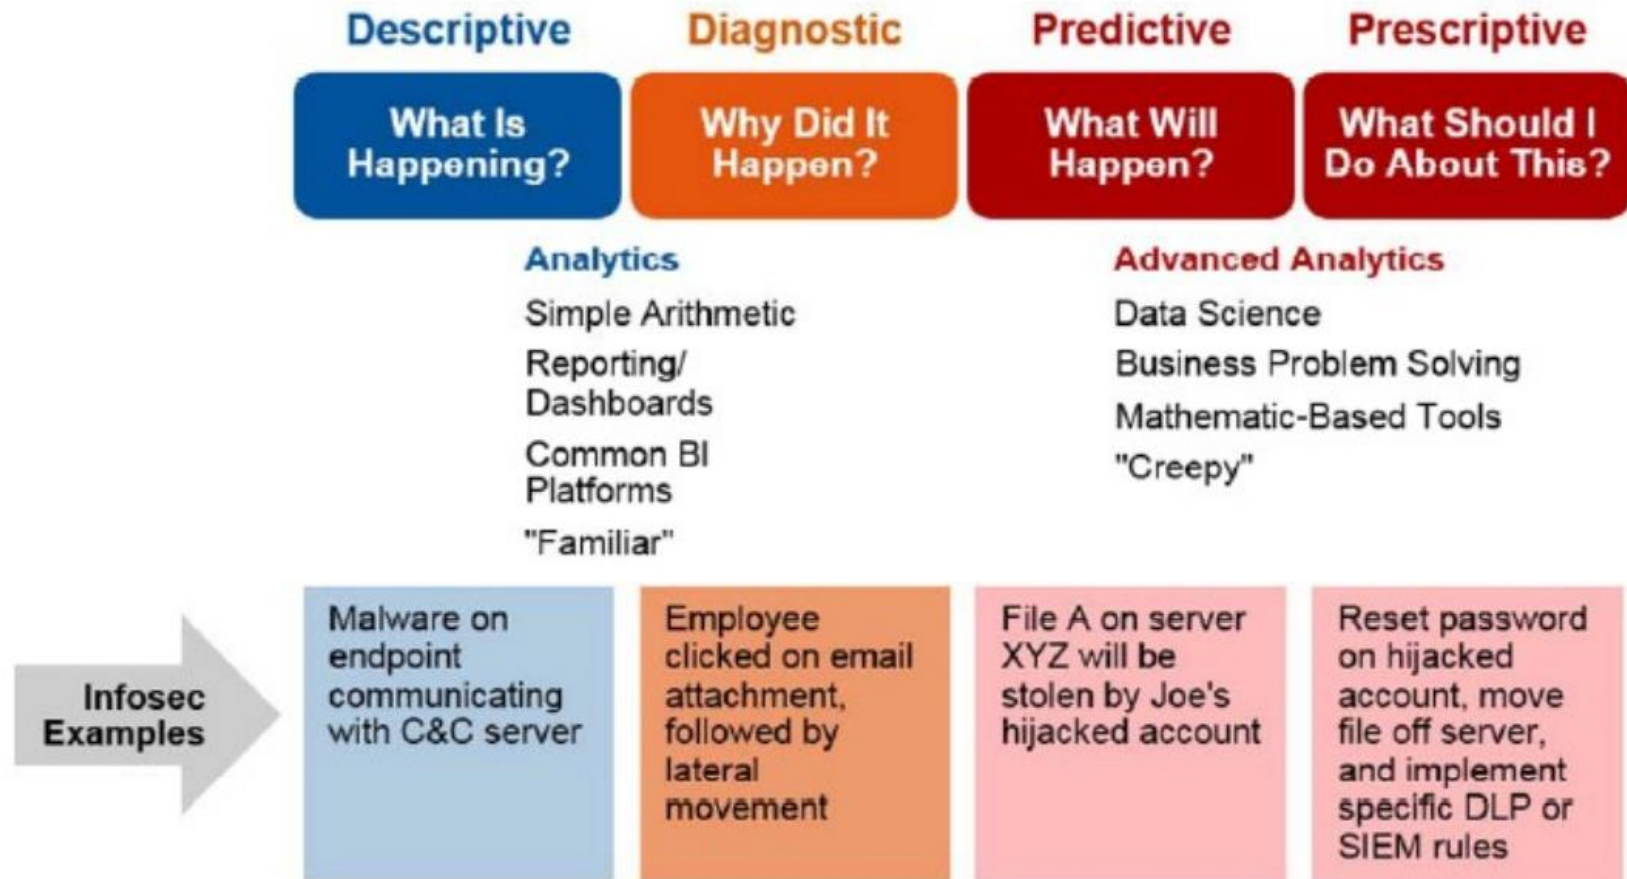 Descriptive
Diagnostic
Predictive
Prescriptive
What Is
Happening?
Why Did It
Happen?
What Will
Happen?
What Should I
Do About This?
Analytics
Simple Arithmetic
Reporting/
Dashboards
Common BI
Platforms
"Familiar"
Advanced Analytics
Data Science
Business Problem Solving
Mathematic-Based Tools
"Creepy"
Infosec
Examples
Malware on
endpoint
communicating
with C&C server
Employee
clicked on email
attachment,
followed by
lateral
movement
File A on server
XYZ will be
stolen by Joe's
hijacked account
Reset password
on hijacked
account, move
file off server,
and implement
specific DLP or
SIEM rules